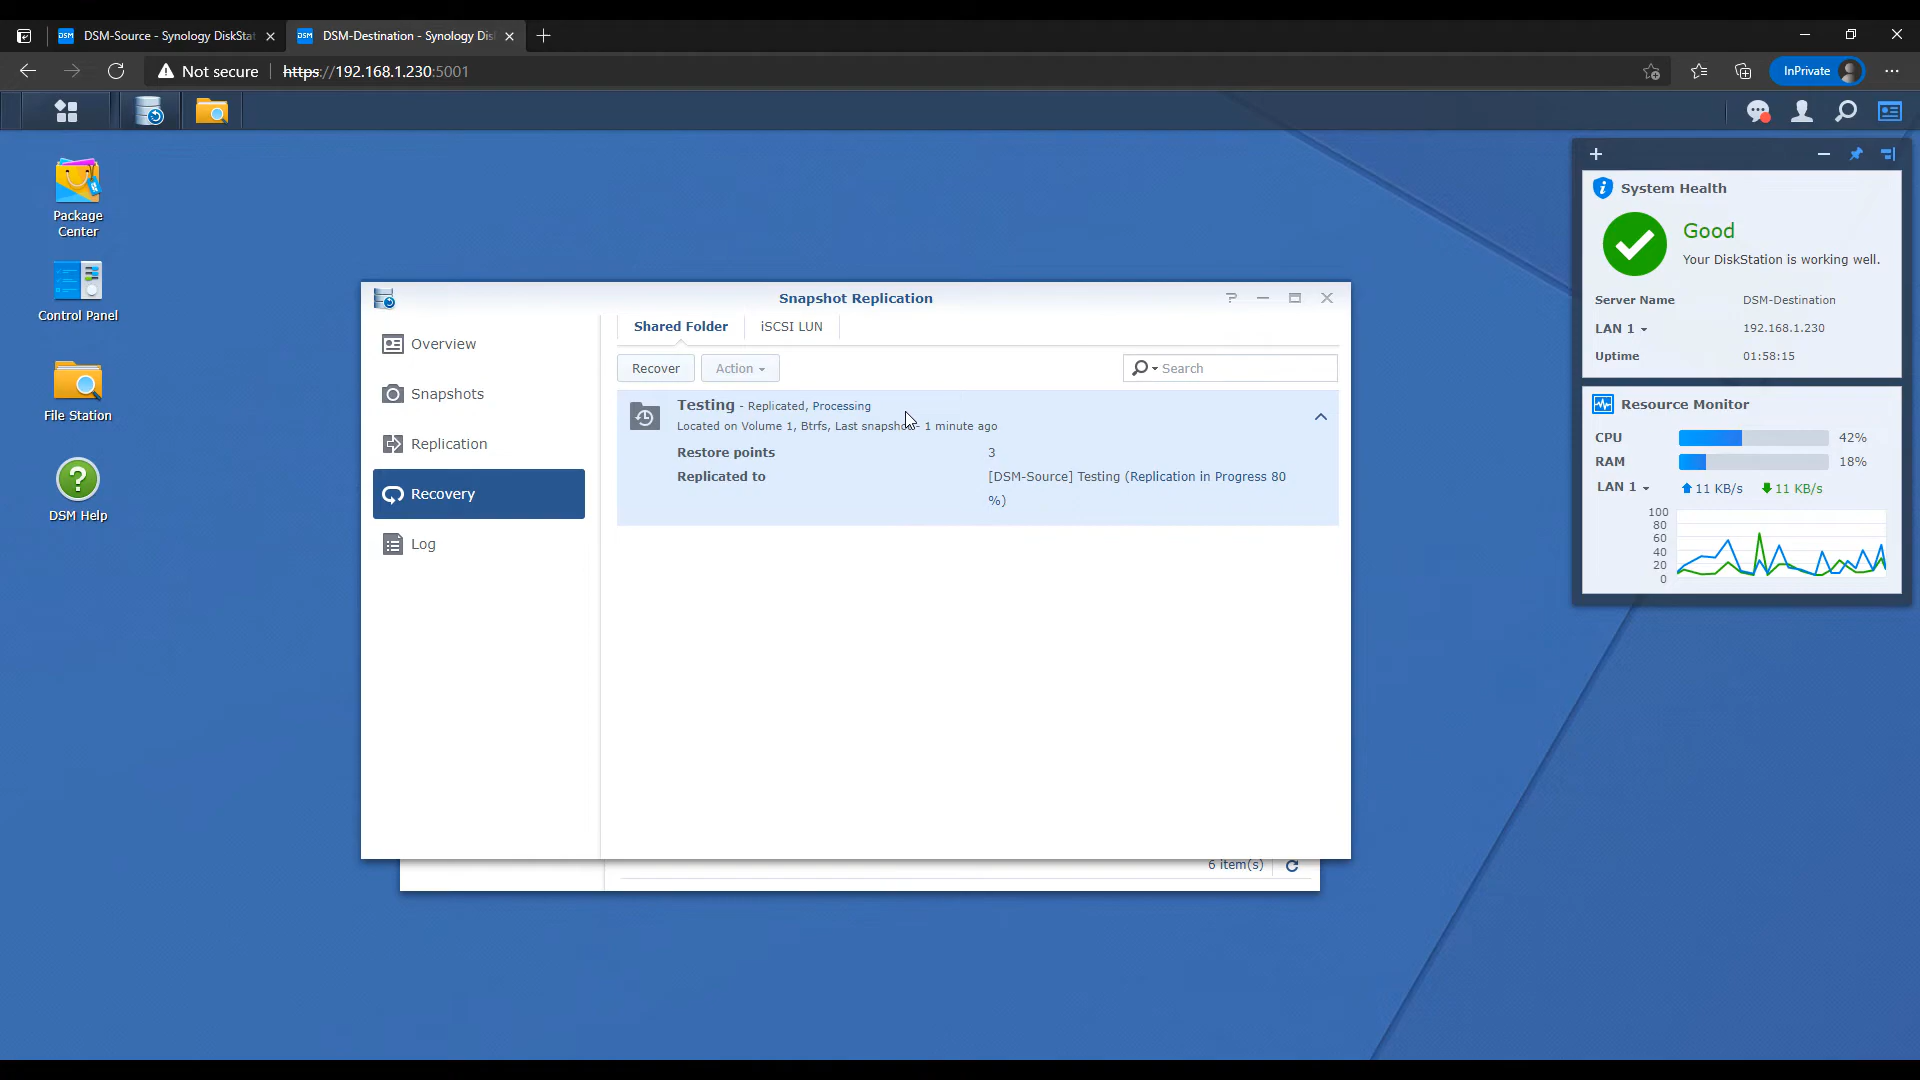 DSM-Source - Synology DiskStat
DSM-Destination - Synology Dis
Not secure
https://192.168.1.230:5001
InPrivate
Package
Center
Control Panel
File Station
DSM Help
Snapshot Replication
Overview
Snapshots
Replication
Recovery
Log
Shared Folder
iSCSI LUN
Recover
Action
Search
Testing - Replicated, Processing
Located on Volume 1, Btrfs, Last snapsho - 1 minute ago
Restore points 3
Replicated to [DSM-Source] Testing (Replication in Progress 80
%)
6 item(s)
System Health
Good
Your DiskStation is working well.
Server Name DSM-Destination
LAN 1 192.168.1.230
Uptime 01:58:15
Resource Monitor
CPU 42%
RAM 18%
LAN 1 11 KB/s 11 KB/s
100
80
60
40
20
0